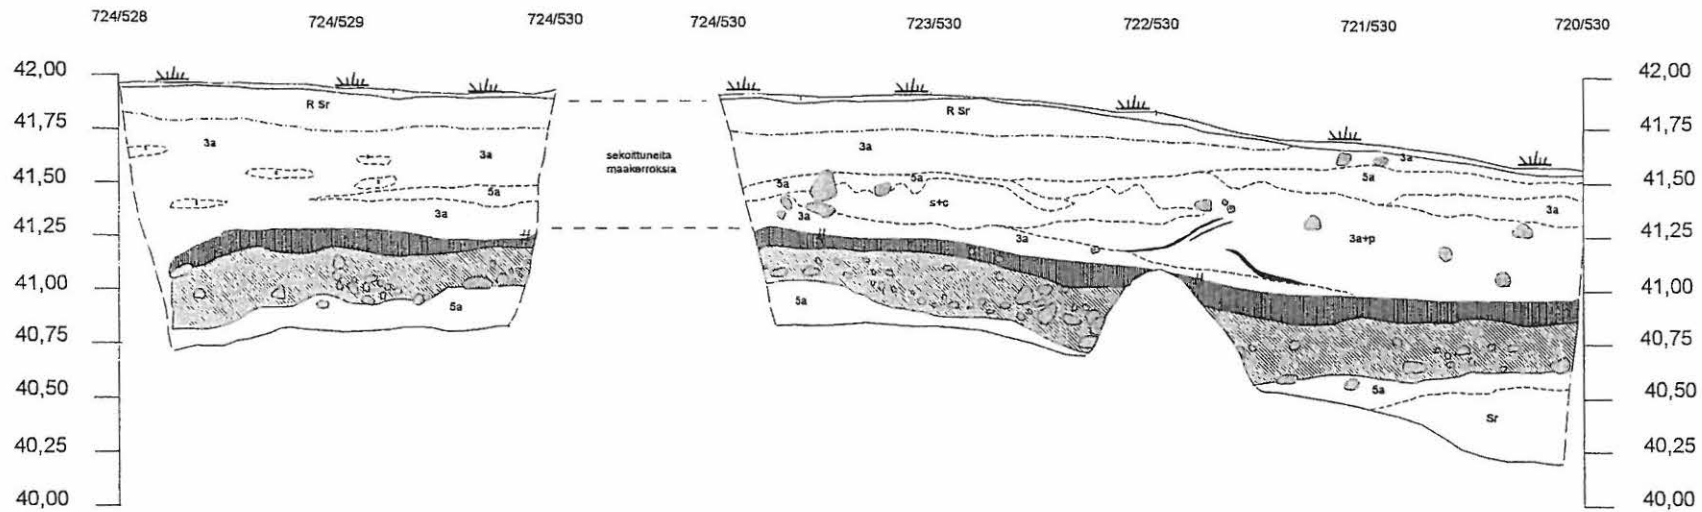 724/528 724/529 724/530 724/530 723/530 722/530 721/530 720/530
42,00 42,00
R Sr R Sr
41,75 41,75
3a 3a 3a 3a
sekoittuneita
maakerroksia
41,50 5a 5a 5a 5a 41,50
3a 3a s+c 3a
41,25 3a 3a+p 41,25
41,00 41,00
5a 5a
40,75 40,75
40,50 5a 40,50
Sr
40,25 40,25
40,00 40,00